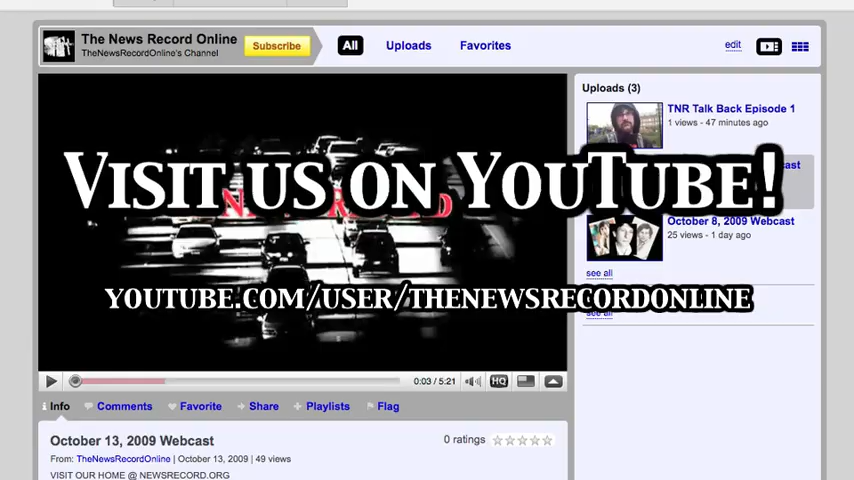 The News Record Online
TheNewsRecordOnline's Channel
Subscribe
All
Uploads
Favorites
edit
Uploads (3)
TNR Talk Back Episode 1
1 views - 47 minutes ago
VISIT US ON YOUTUBE!
October 8, 2009 Webcast
25 views - 1 day ago
see all
YOUTUBE.COM/USER/THENEWSRECORDONLINE
see all
0:03 / 5:21
HQ
Info
Comments
Favorite
Share
Playlists
Flag
October 13, 2009 Webcast
0 ratings
From: TheNewsRecordOnline | October 13, 2009 | 49 views
VISIT OUR HOME @ NEWSRECORD.ORG